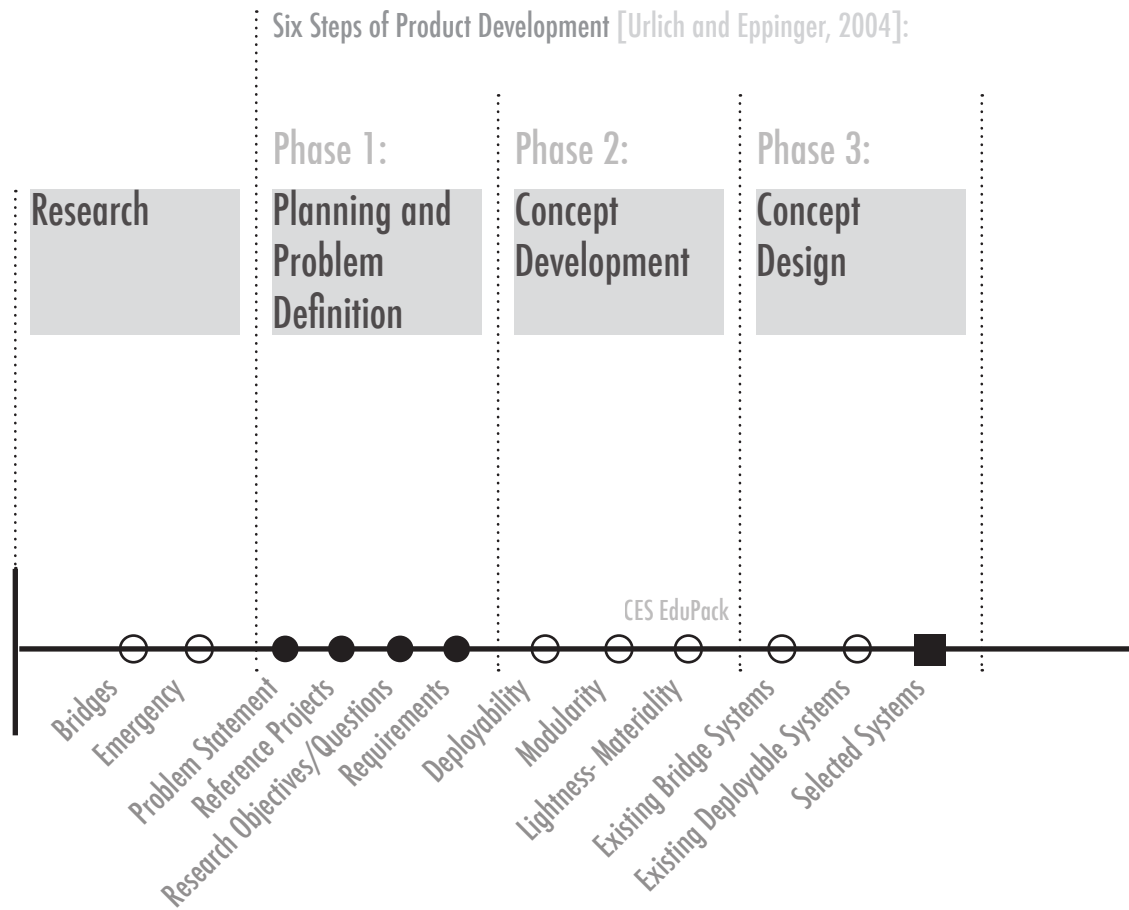 Six Steps of Product Development [Urlich and Eppinger, 2004]:
Phase 1:
Phase 2:
Phase 3:
Research
Planning and
Problem
Definition
Concept
Development
Concept
Design
CES EduPack
Bridges
Emergency
Problem Statement
Reference Projects
Research Objectives/Questions
Requirements
Deployability
Modularity
Lightness- Materiality
Existing Bridge Systems
Existing Deployable Systems
Selected Systems